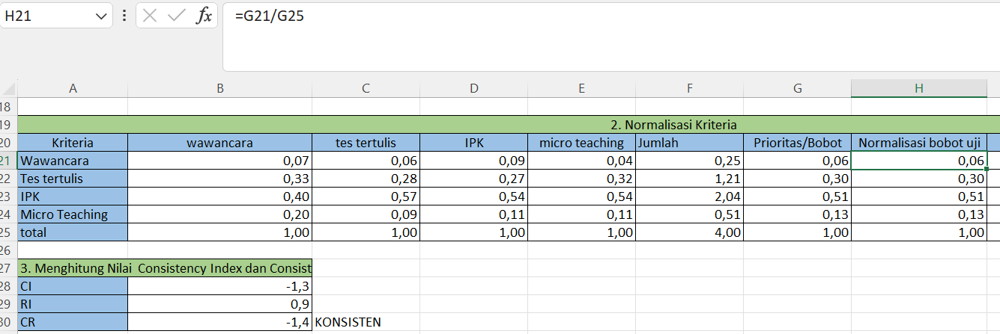 H21 fx =G21/G25
A B C D E F G H
18
19 2. Normalisasi Kriteria
20 Kriteria wawancara tes tertulis IPK micro teaching Jumlah Prioritas/Bobot Normalisasi bobot uji
21 Wawancara 0,07 0,06 0,09 0,04 0,25 0,06 0,06
22 Tes tertulis 0,33 0,28 0,27 0,32 1,21 0,30 0,30
23 IPK 0,40 0,57 0,54 0,54 2,04 0,51 0,51
24 Micro Teaching 0,20 0,09 0,11 0,11 0,51 0,13 0,13
25 total 1,00 1,00 1,00 1,00 4,00 1,00 1,00
26
27 3. Menghitung Nilai Consistency Index dan Consist
28 CI -1,3
29 RI 0,9
30 CR -1,4 KONSISTEN